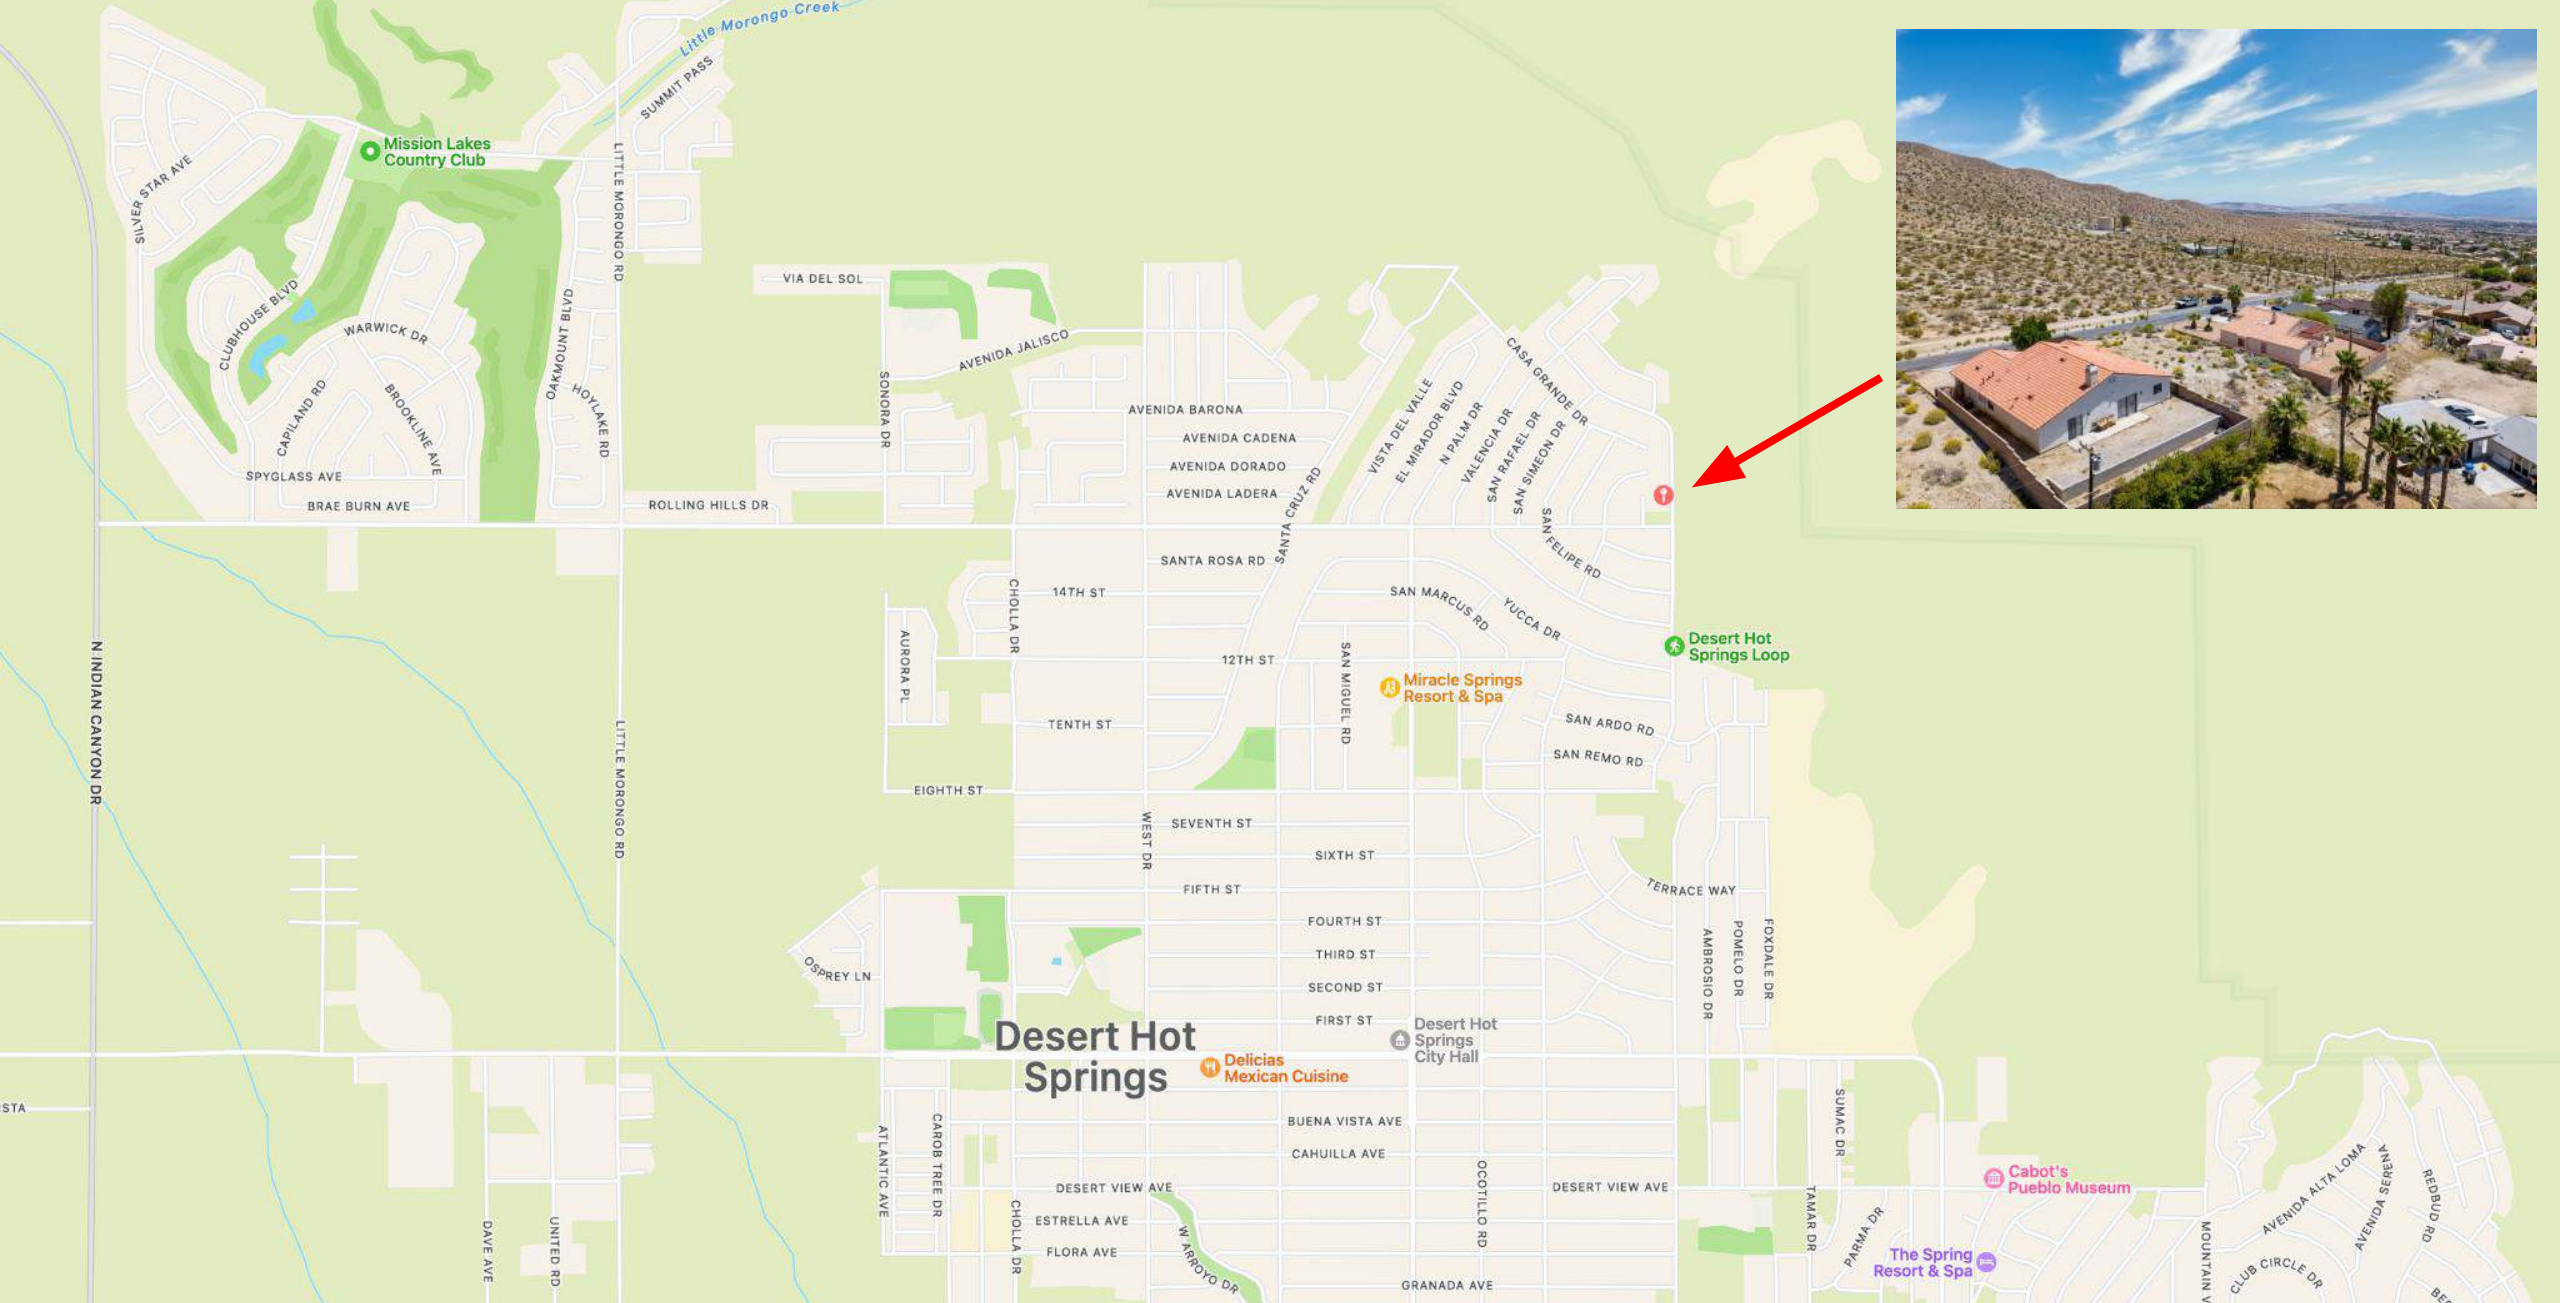 Little Morongo Creek
SUMMIT PASS
Mission Lakes
Country Club
SILVER STAR AVE
LITTLE MORONGO RD
VIA DEL SOL
CLUBHOUSE BLVD
WARWICK DR
OAKMOUNT BLVD
AVENIDA JALISCO
CASA GRANDE DR
SONORA DR
CAPILAND RD
BROOKLINE AVE
HOYLAKE RD
AVENIDA BARONA
AVENIDA CADENA
AVENIDA DORADO
AVENIDA LADERA
SANTA CRUZ RD
VISTA DEL VALLE
EL MIRADOR BLVD
N PALM DR
VALENCIA DR
SAN RAFAEL DR
SAN SIMEON DR
SPYGLASS AVE
BRAE BURN AVE
ROLLING HILLS DR
SAN FELIPE RD
SANTA ROSA RD
14TH ST
CHOLLA DR
SAN MARCUS RD
YUCCA DR
N INDIAN CANYON DR
AURORA PL
12TH ST
SAN MIGUEL RD
Desert Hot
Springs Loop
Miracle Springs
Resort & Spa
TENTH ST
SAN ARDO RD
SAN REMO RD
LITTLE MORONGO RD
EIGHTH ST
WEST DR
SEVENTH ST
SIXTH ST
FIFTH ST
TERRACE WAY
FOURTH ST
THIRD ST
SECOND ST
FIRST ST
AMBROSIO DR
POMELO DR
FOXDALE DR
OSPREY LN
Desert Hot
Springs
Desert Hot
Springs
City Hall
Delicias
Mexican Cuisine
STA
ATLANTIC AVE
CAROB TREE DR
BUENA VISTA AVE
CAHUILLA AVE
SUMAC DR
DESERT VIEW AVE
OCOTILLO RD
DESERT VIEW AVE
Cabot's
Pueblo Museum
AVENIDA ALTA LOMA
AVENIDA SERENA
REDBUD RD
DAVE AVE
UNITED RD
CHOLLA DR
ESTRELLA AVE
FLORA AVE
W ARROYO DR
TAMAR DR
PARMA DR
The Spring
Resort & Spa
MOUNTAIN V
CLUB CIRCLE DR
GRANADA AVE